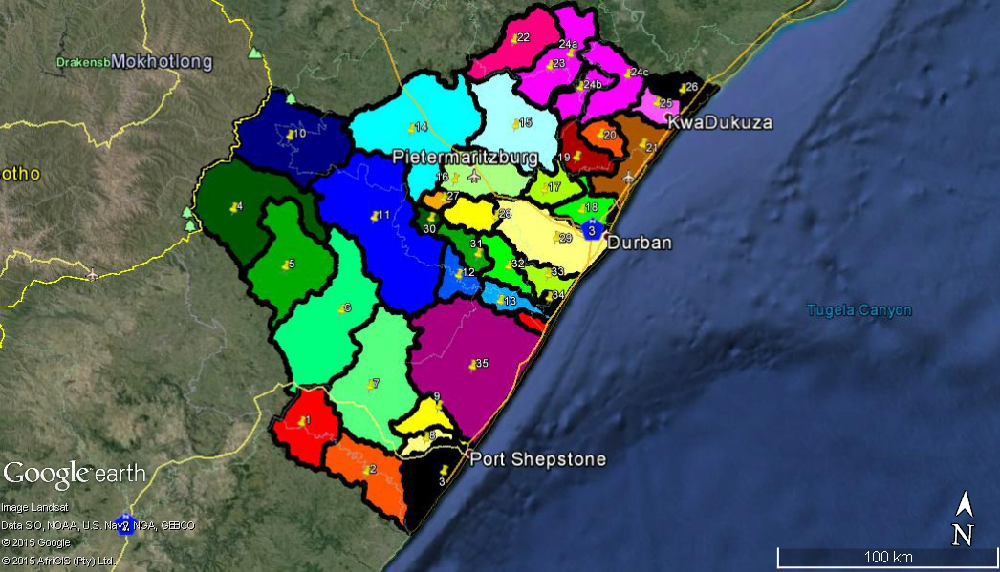 22
24a
Drakensb
Mokhotlong
23
24c
24b
26
25
KwaDukuza
14
15
10
20
21
Pietermaritzburg
19
otho
16
17
27
4
11
28
18
3
30
29
Durban
31
5
32
12
33
34
13
6
Tugela Canyon
35
7
9
1
8
Port Shepstone
2
3
Google earth
Image Landsat
Data SIO, NOAA, U.S. Navy, NGA, GEBCO
© 2015 Google
© 2015 AfriGIS (Pty) Ltd.
N
100 km